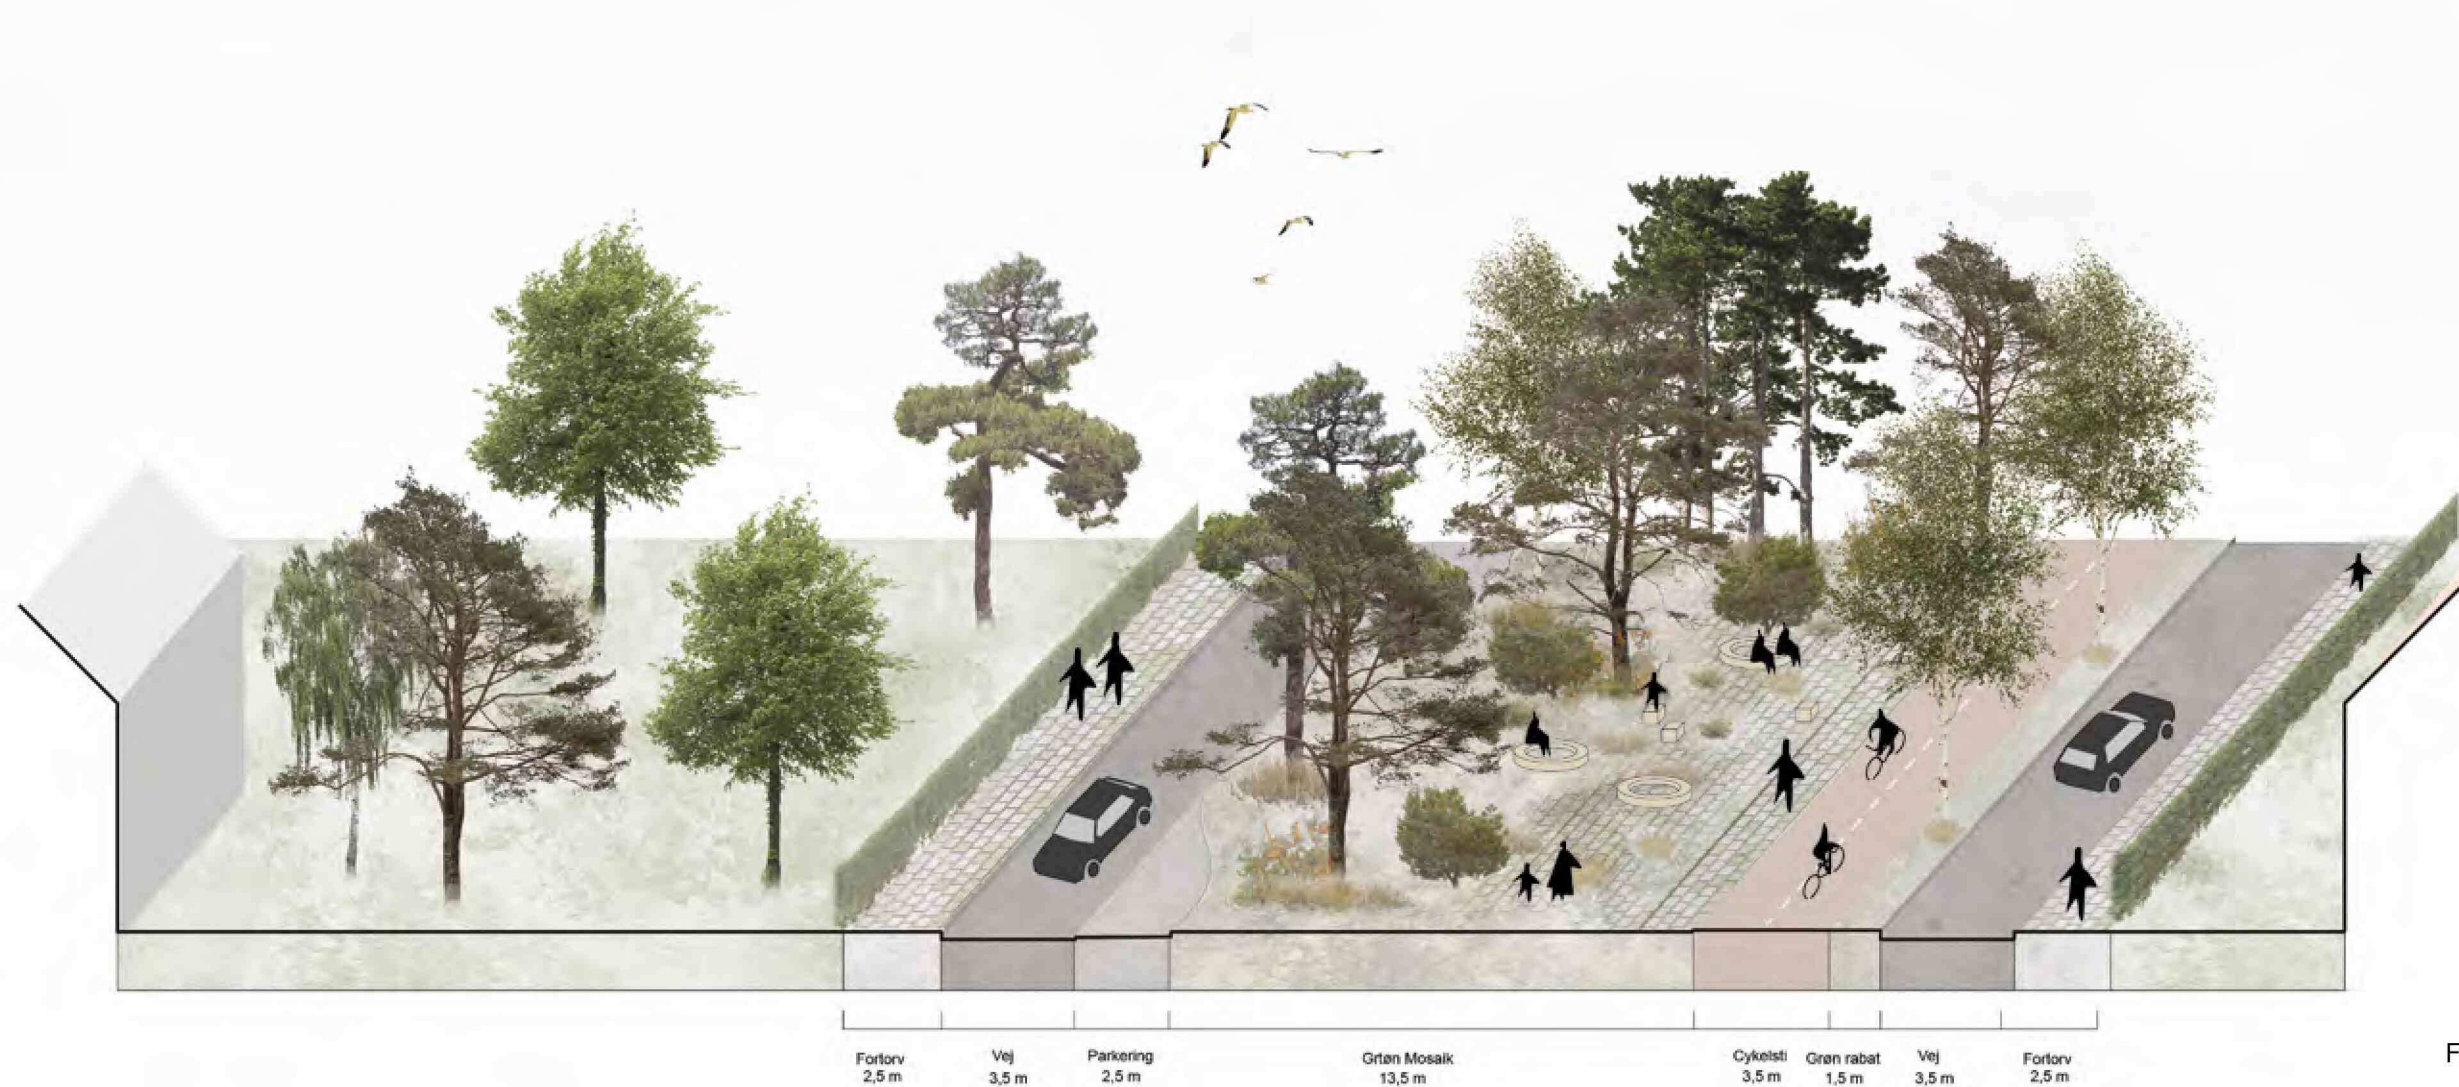 Fortorv
2,5 m
Vej
3,5 m
Parkering
2,5 m
Grtøn Mosaik
13,5 m
Cykelsti
3,5 m
Grøn rabat
1,5 m
Vej
3,5 m
Fortorv
2,5 m
F